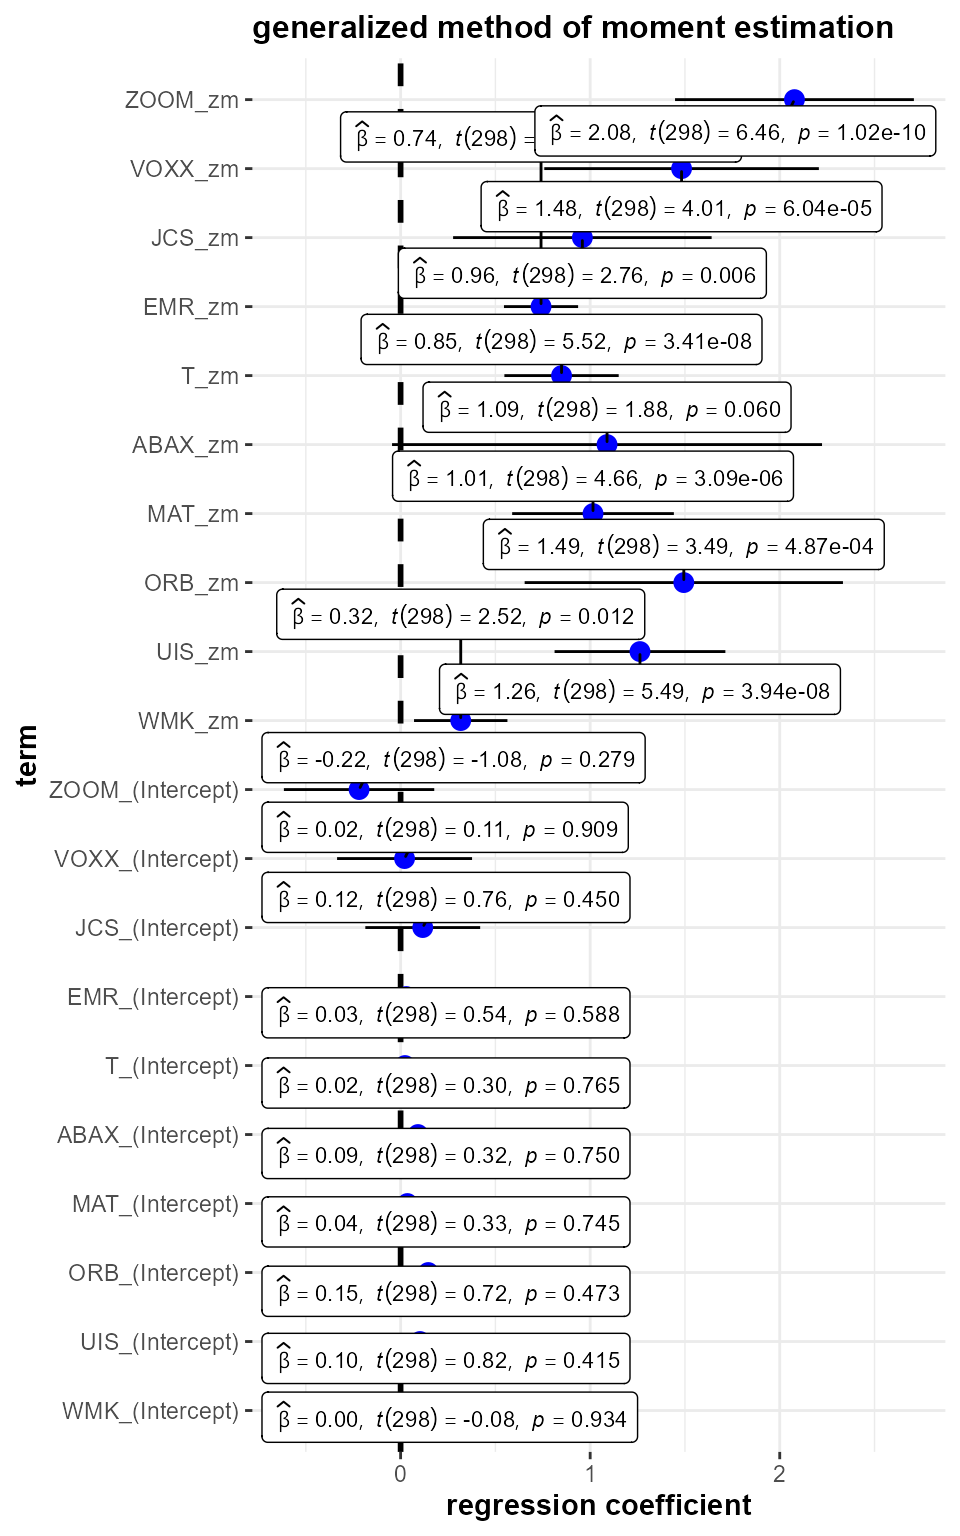 generalized method of moment estimation
ZOOM_zm
β̂ = 0.74, t(298) =
β̂ = 2.08, t(298) = 6.46, p = 1.02e-10
VOXX_zm
β̂ = 1.48, t(298) = 4.01, p = 6.04e-05
JCS_zm
β̂ = 0.96, t(298) = 2.76, p = 0.006
EMR_zm
β̂ = 0.85, t(298) = 5.52, p = 3.41e-08
T_zm
β̂ = 1.09, t(298) = 1.88, p = 0.060
ABAX_zm
β̂ = 1.01, t(298) = 4.66, p = 3.09e-06
MAT_zm
β̂ = 1.49, t(298) = 3.49, p = 4.87e-04
ORB_zm
β̂ = 0.32, t(298) = 2.52, p = 0.012
UIS_zm
β̂ = 1.26, t(298) = 5.49, p = 3.94e-08
WMK_zm
β̂ = -0.22, t(298) = -1.08, p = 0.279
ZOOM_(Intercept)
β̂ = 0.02, t(298) = 0.11, p = 0.909
VOXX_(Intercept)
β̂ = 0.12, t(298) = 0.76, p = 0.450
JCS_(Intercept)
EMR_(Intercept)
β̂ = 0.03, t(298) = 0.54, p = 0.588
T_(Intercept)
β̂ = 0.02, t(298) = 0.30, p = 0.765
ABAX_(Intercept)
β̂ = 0.09, t(298) = 0.32, p = 0.750
MAT_(Intercept)
β̂ = 0.04, t(298) = 0.33, p = 0.745
ORB_(Intercept)
β̂ = 0.15, t(298) = 0.72, p = 0.473
UIS_(Intercept)
β̂ = 0.10, t(298) = 0.82, p = 0.415
WMK_(Intercept)
β̂ = 0.00, t(298) = -0.08, p = 0.934
term
0 1 2
regression coefficient